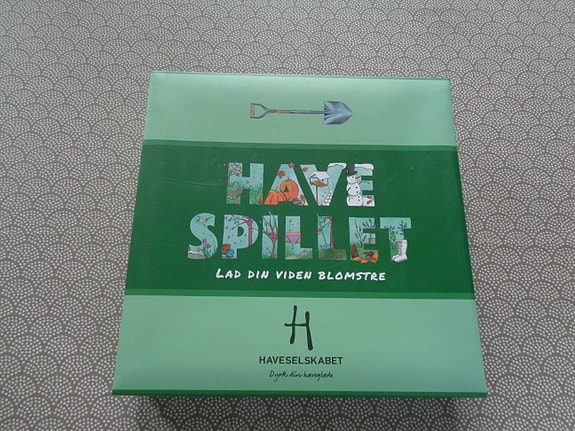 HAVE
SPILLET
LAD DIN VIDEN BLOMSTRE
H
HAVESELSKABET
Dyrk din haveglæde